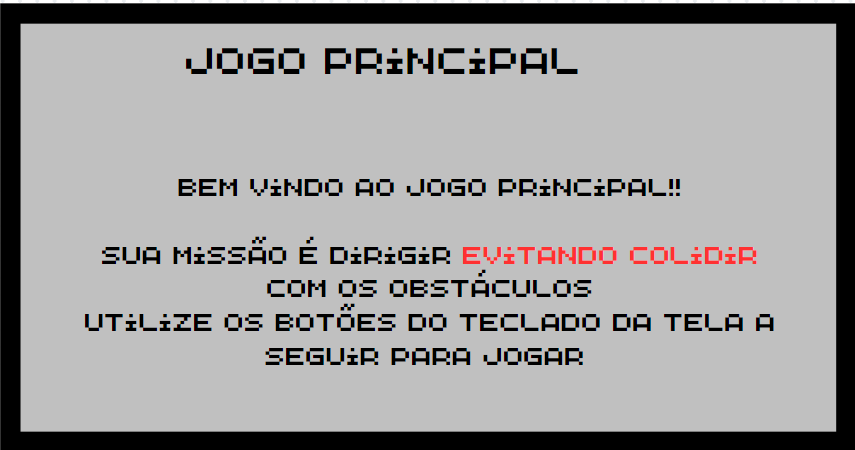 JOGO PRiNCiPAL
BEM ViNDO AO JOGO PRiNCiPAL!!
SUA MiSSÃO É DiRiGiR EViTANDO COLiDiR
COM OS OBSTÁCULOS
UTiLiZE OS BOTÕES DO TECLADO DA TELA A
SEGUiR PARA JOGAR